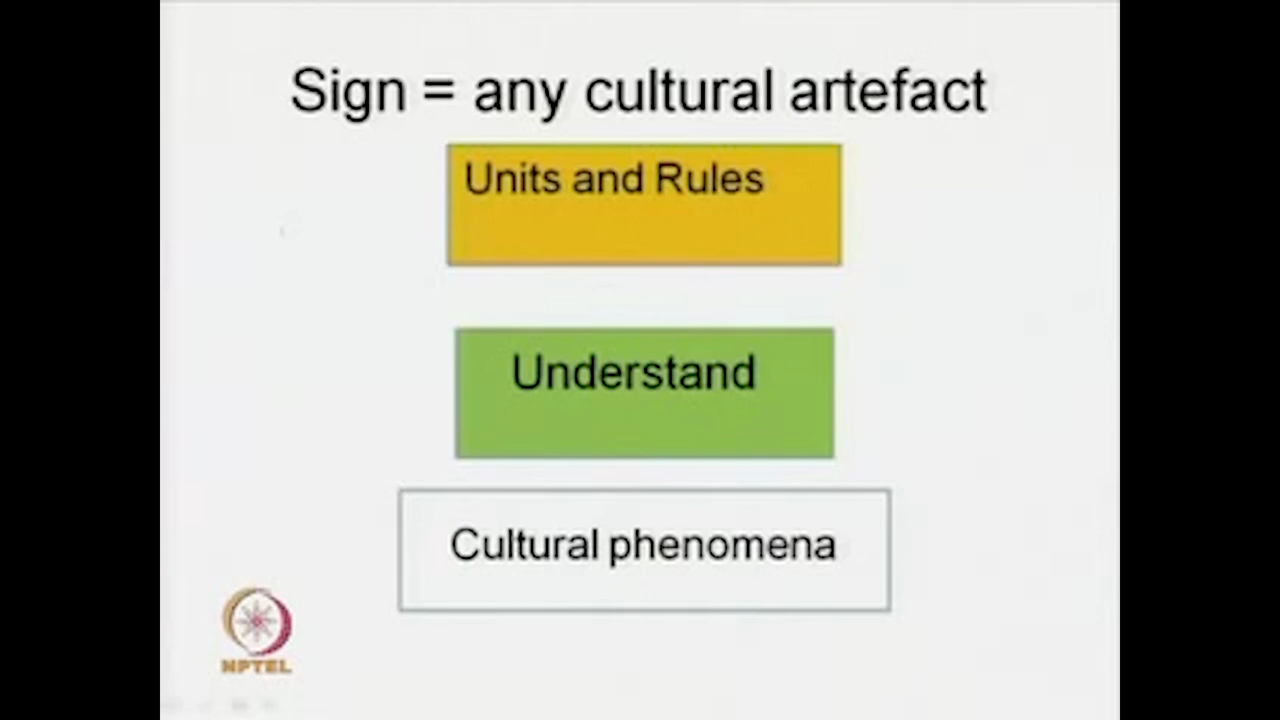 Sign = any cultural artefact
Units and Rules
Understand
Cultural phenomena
NPTEL